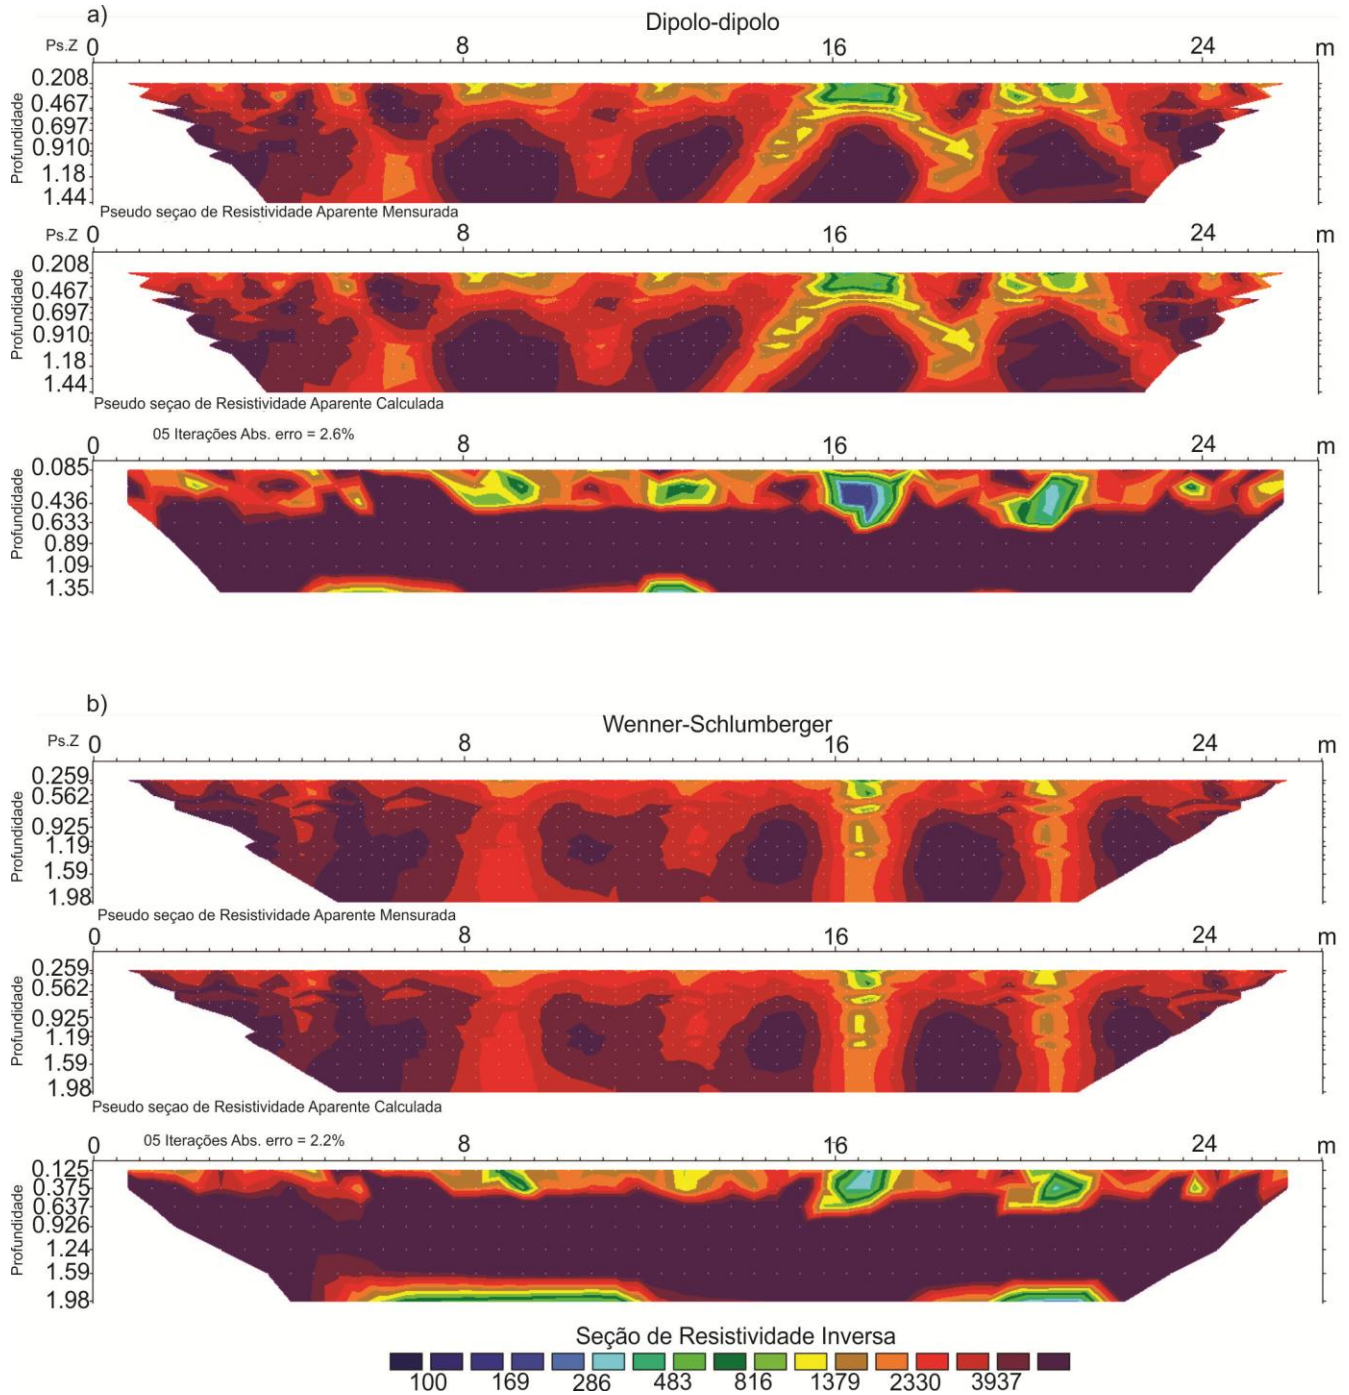 a)
Dipolo-dipolo
Ps.Z 0 8 16 24 m
Profundidade
0.208
0.467
0.697
0.910
1.18
1.44
Pseudo seçao de Resistividade Aparente Mensurada
Ps.Z 0 8 16 24 m
Profundidade
0.208
0.467
0.697
0.910
1.18
1.44
Pseudo seçao de Resistividade Aparente Calculada
05 Iterações Abs. erro = 2.6%
0 8 16 24 m
Profundidade
0.085
0.436
0.633
0.89
1.09
1.35
b)
Wenner-Schlumberger
Ps.Z 0 8 16 24 m
Profundidade
0.259
0.562
0.925
1.19
1.59
1.98
Pseudo seçao de Resistividade Aparente Mensurada
0 8 16 24 m
Profundidade
0.259
0.562
0.925
1.19
1.59
1.98
Pseudo seçao de Resistividade Aparente Calculada
05 Iterações Abs. erro = 2.2%
0 8 16 24 m
Profundidade
0.125
0.375
0.637
0.926
1.24
1.59
1.98
Seção de Resistividade Inversa
100 169 286 483 816 1379 2330 3937